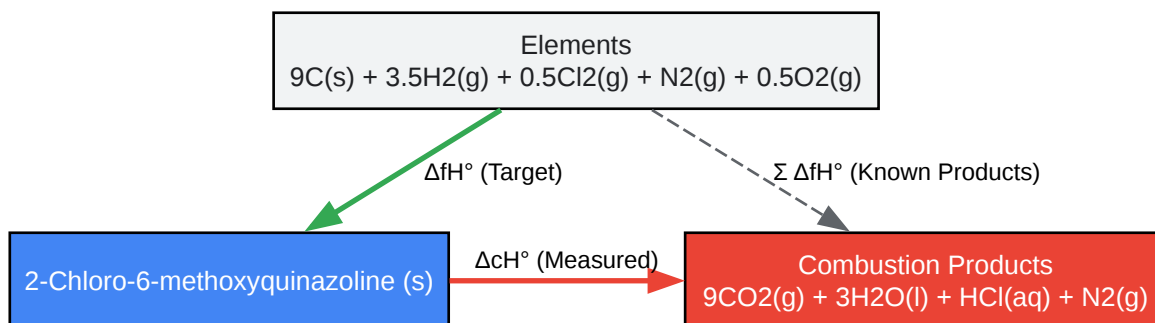 Elements
9C(s) + 3.5H2(g) + 0.5Cl2(g) + N2(g) + 0.5O2(g)
ΔfH° (Target)
Σ ΔfH° (Known Products)
2-Chloro-6-methoxyquinazoline (s)
ΔcH° (Measured)
Combustion Products
9CO2(g) + 3H2O(l) + HCl(aq) + N2(g)